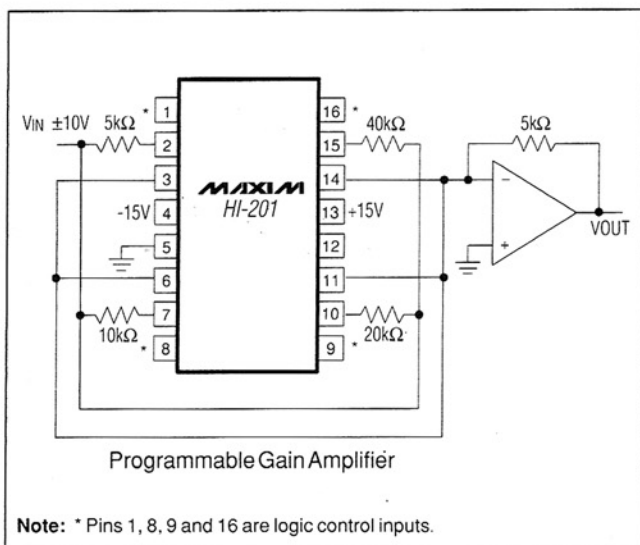 * 1 16 *
VIN ±10V 5kΩ 2 15 40kΩ 5kΩ
3 MAXIM 14 −
-15V 4 HI-201 13 +15V
VOUT
5 12 +
6 11
7 10
10kΩ 20kΩ
* 8 9 *
Programmable Gain Amplifier
Note: * Pins 1, 8, 9 and 16 are logic control inputs.